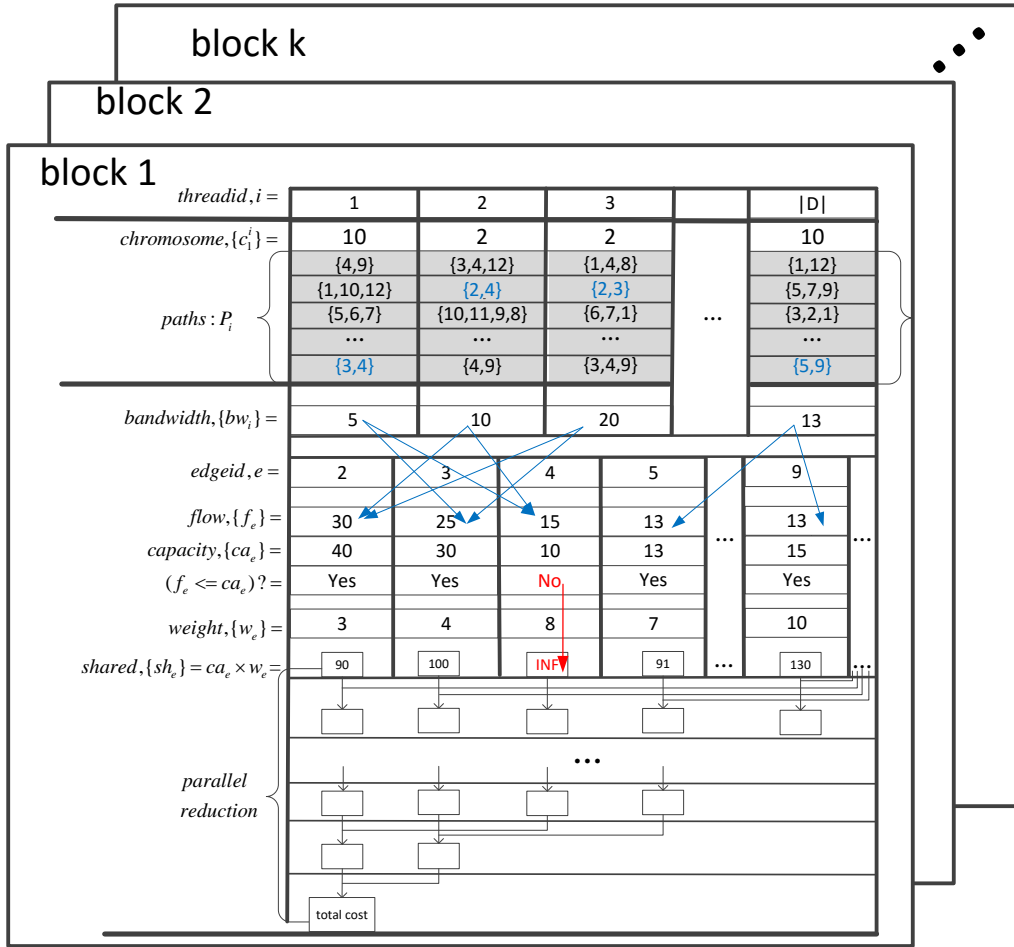 block k
block 2
block 1
threadid, i = 1 2 3 |D|
chromosome, {c_1^i} = 10 2 2 10
{4,9} {3,4,12} {1,4,8} {1,12}
{1,10,12} {2,4} {2,3} {5,7,9}
paths : P_i {5,6,7} {10,11,9,8} {6,7,1} ... {3,2,1}
... ... ... ...
{3,4} {4,9} {3,4,9} {5,9}
bandwidth, {bw_i} = 5 10 20 13
edgeid, e = 2 3 4 5 9
flow, {f_e} = 30 25 15 13 ... 13 ...
capacity, {ca_e} = 40 30 10 13 15
(f_e <= ca_e) ? = Yes Yes No Yes Yes
weight, {w_e} = 3 4 8 7 10
shared, {sh_e} = ca_e × w_e = 90 100 INF 91 ... 130 ...
...
parallel
reduction
total cost